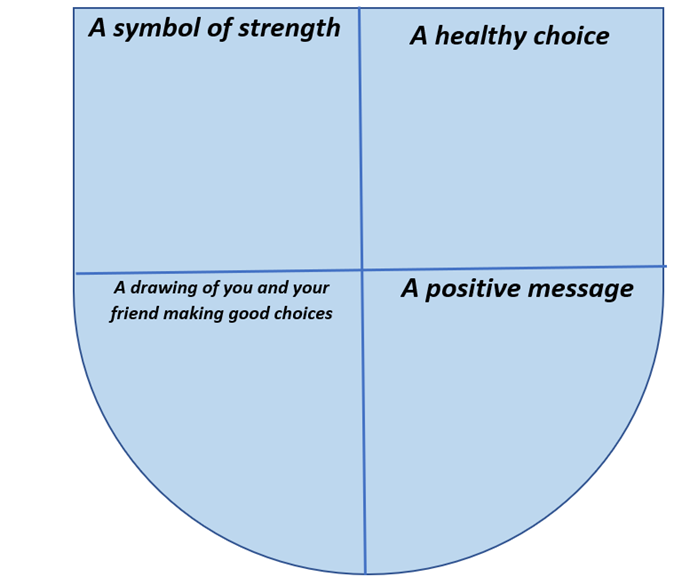 A symbol of strength
A healthy choice
A drawing of you and your
friend making good choices
A positive message